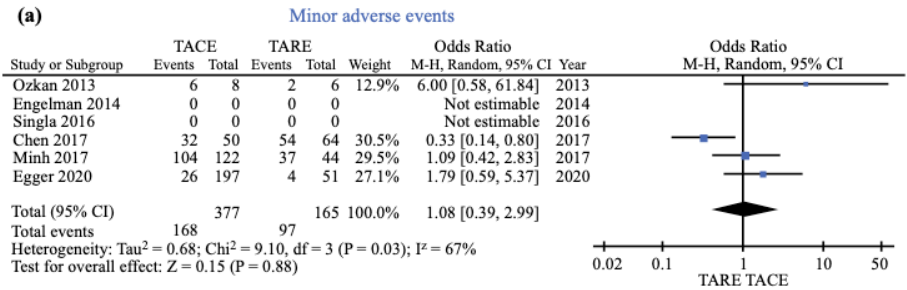 (a) Minor adverse events
TACE TARE Odds Ratio Odds Ratio
Study or Subgroup Events Total Events Total Weight M-H, Random, 95% CI Year M-H, Random, 95% CI
Ozkan 2013 6 8 2 6 12.9% 6.00 [0.58, 61.84] 2013
Engelman 2014 0 0 0 0 Not estimable 2014
Singla 2016 0 0 0 0 Not estimable 2016
Chen 2017 32 50 54 64 30.5% 0.33 [0.14, 0.80] 2017
Minh 2017 104 122 37 44 29.5% 1.09 [0.42, 2.83] 2017
Egger 2020 26 197 4 51 27.1% 1.79 [0.59, 5.37] 2020
Total (95% CI) 377 165 100.0% 1.08 [0.39, 2.99]
Total events 168 97
Heterogeneity: Tau² = 0.68; Chi² = 9.10, df = 3 (P = 0.03); Iᶻ = 67%
Test for overall effect: Z = 0.15 (P = 0.88)
0.02 0.1 1 10 50
TARE TACE